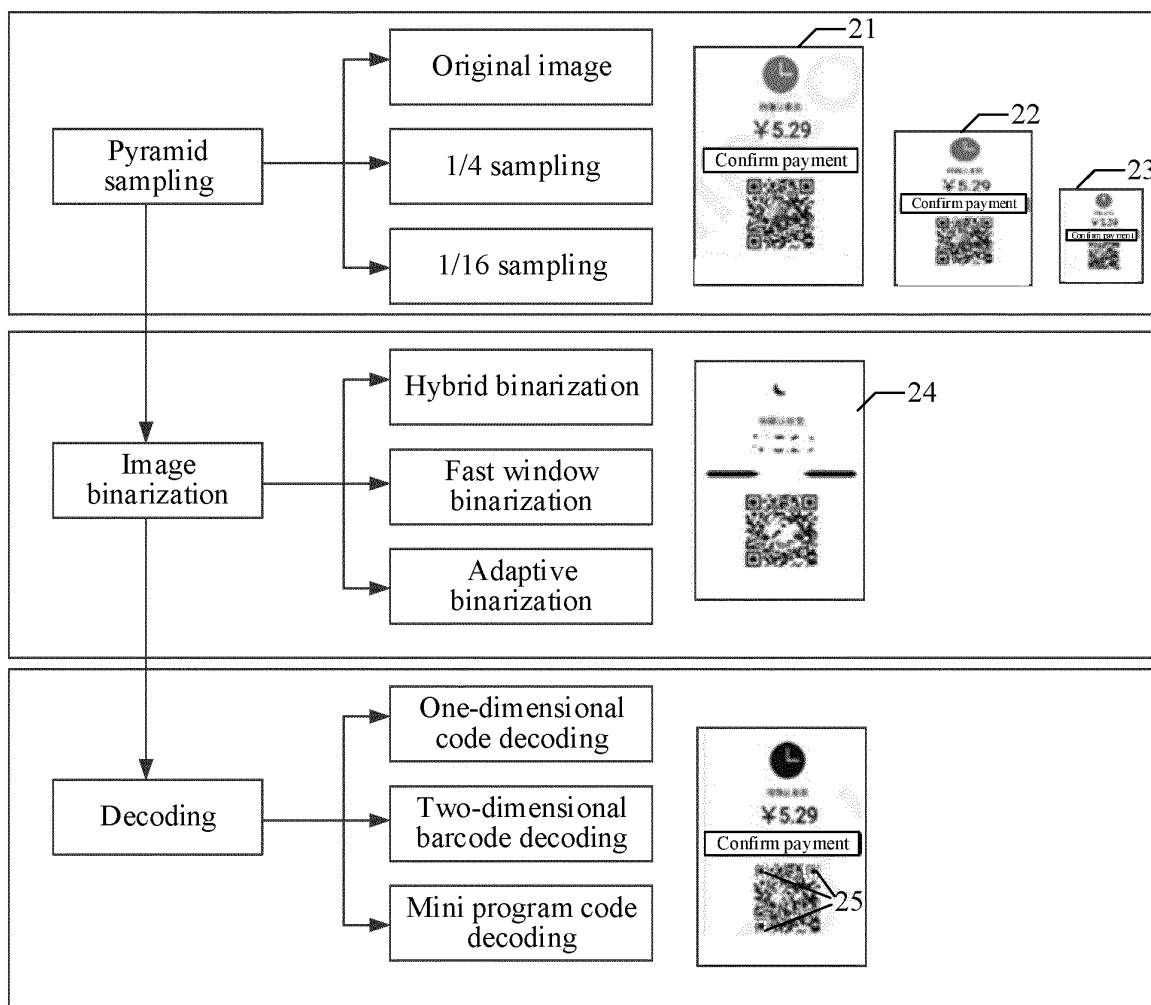 21
Original image
22
¥5.29
Pyramid
sampling
1/4 sampling
Confirm payment
23
¥5.29
Confirm payment
¥5.29
Confirm payment
1/16 sampling
Hybrid binarization
24
Image
binarization
Fast window
binarization
Adaptive
binarization
One-dimensional
code decoding
Decoding
Two-dimensional
barcode decoding
¥5.29
Confirm payment
Mini program code
decoding
25